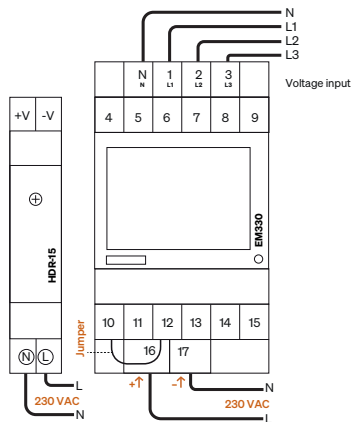 N
L1
L2
L3
Voltage input
N 1 2 3
N L1 L2 L3
4 5 6 7 8 9
+V -V
EM330
HDR-15
10 11 12 13 14 15
Jumper
16 17
N L
+ -
L
230 VAC
N
N
230 VAC
l